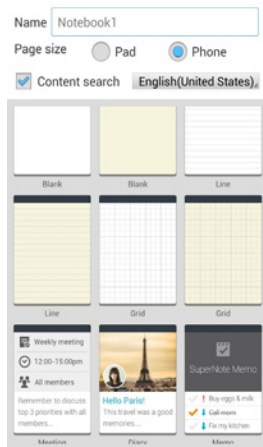 Name Notebook1
Page size Pad Phone
Content search English(United States)
Blank Blank Line
Line Grid Grid
Weekly meeting
12:00-15:00pm
All members
Remember to discuss
top 3 priorities with all
members...
Hello Paris!
This travel was a good
memories....
SuperNote Memo
Buy eggs & milk
Call mom
Fix my kitchen
Meeting Diary Memo